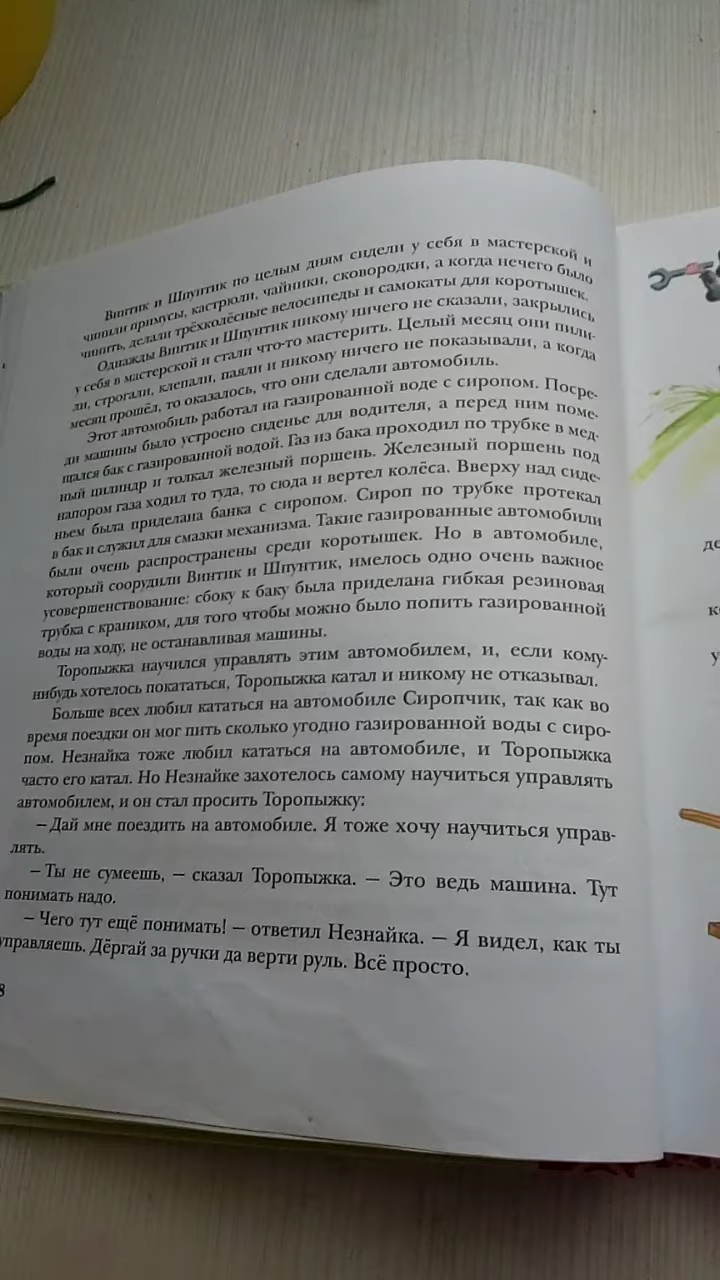 Винтик и Шпунтик по целым дням сидели у себя в мастерской и
чинили примусы, кастрюли, чайники, сковородки, а когда нечего было
чинить, делали трёхколёсные велосипеды и самокаты для коротышек.
Однажды Винтик и Шпунтик никому ничего не сказали, закрылись
у себя в мастерской и стали что-то мастерить. Целый месяц они пили-
ли, строгали, клепали, паяли и никому ничего не показывали, а когда
месяц прошёл, то оказалось, что они сделали автомобиль.
Этот автомобиль работал на газированной воде с сиропом. Посре-
ди машины было устроено сиденье для водителя, а перед ним поме-
щался бак с газированной водой. Газ из бака проходил по трубке в мед-
ный цилиндр и толкал железный поршень. Железный поршень под
напором газа ходил то туда, то сюда и вертел колёса. Вверху над сиде-
ньем была приделана банка с сиропом. Сироп по трубке протекал
в бак и служил для смазки механизма. Такие газированные автомобили
были очень распространены среди коротышек. Но в автомобиле,
который соорудили Винтик и Шпунтик, имелось одно очень важное
усовершенствование: сбоку к баку была приделана гибкая резиновая
трубка с краником, для того чтобы можно было попить газированной
воды на ходу, не останавливая машины.
Торопыжка научился управлять этим автомобилем, и, если кому-
нибудь хотелось покататься, Торопыжка катал и никому не отказывал.
Больше всех любил кататься на автомобиле Сиропчик, так как во
время поездки он мог пить сколько угодно газированной воды с сиро-
пом. Незнайка тоже любил кататься на автомобиле, и Торопыжка
часто его катал. Но Незнайке захотелось самому научиться управлять
автомобилем, и он стал просить Торопыжку:
– Дай мне поездить на автомобиле. Я тоже хочу научиться управ-
лять.
– Ты не сумеешь, – сказал Торопыжка. – Это ведь машина. Тут
понимать надо.
– Чего тут ещё понимать! – ответил Незнайка. – Я видел, как ты
управляешь. Дёргай за ручки да верти руль. Всё просто.
8
де
у